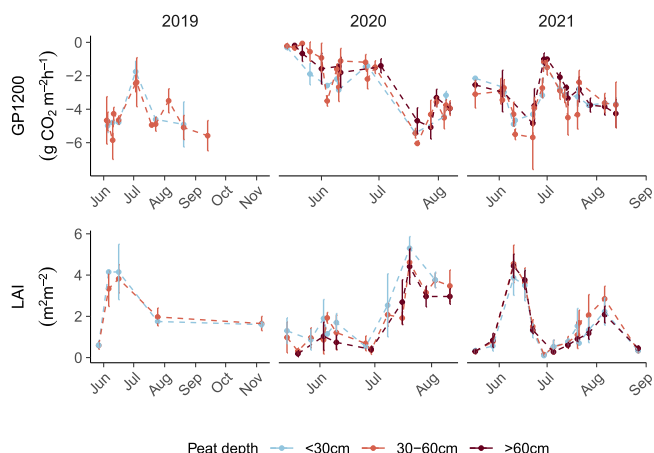 2019 2020 2021
GP1200
(g CO₂ m⁻²h⁻¹)
0
−2
−4
−6
Jun Jul Aug Sep Oct Nov Jun Jul Aug Jun Jul Aug Sep
LAI
(m²m⁻²)
6
4
2
0
Jun Jul Aug Sep Oct Nov Jun Jul Aug Jun Jul Aug Sep
Peat depth <30cm 30−60cm >60cm